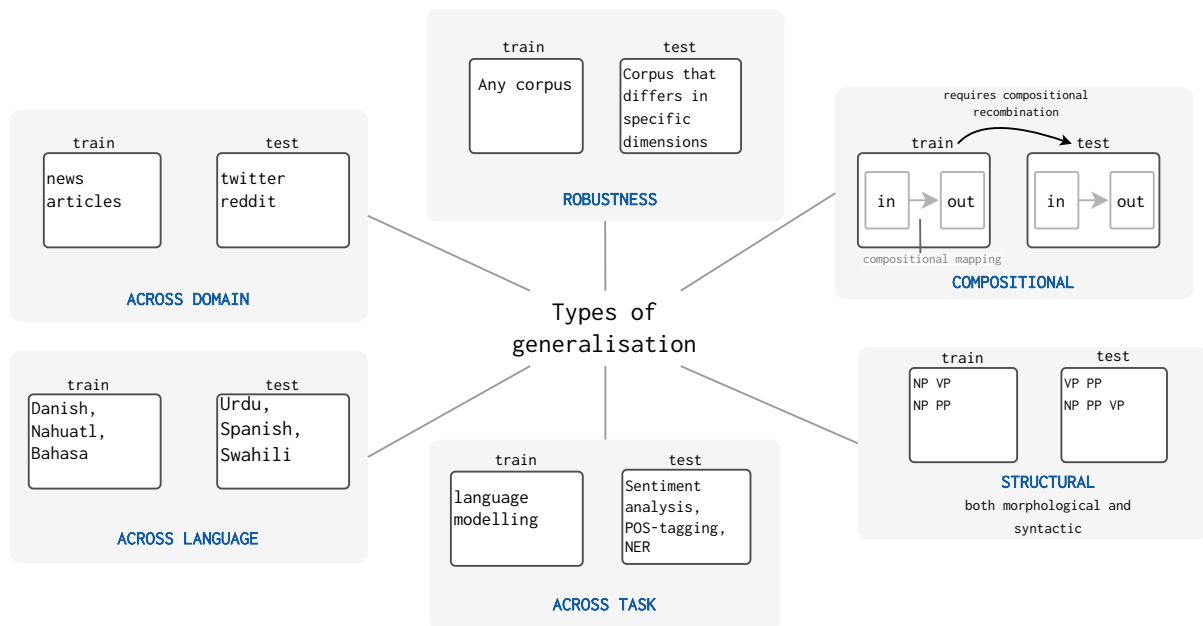 train test
Any corpus
Corpus that
differs in
specific
dimensions
ROBUSTNESS
train test
news
articles
twitter
reddit
ACROSS DOMAIN
requires compositional
recombination
train test
in out
in out
compositional mapping
COMPOSITIONAL
Types of
generalisation
train test
Danish,
Nahuatl,
Bahasa
Urdu,
Spanish,
Swahili
ACROSS LANGUAGE
train test
language
modelling
Sentiment
analysis,
POS-tagging,
NER
ACROSS TASK
train test
NP VP
NP PP
VP PP
NP PP VP
STRUCTURAL
both morphological and
syntactic